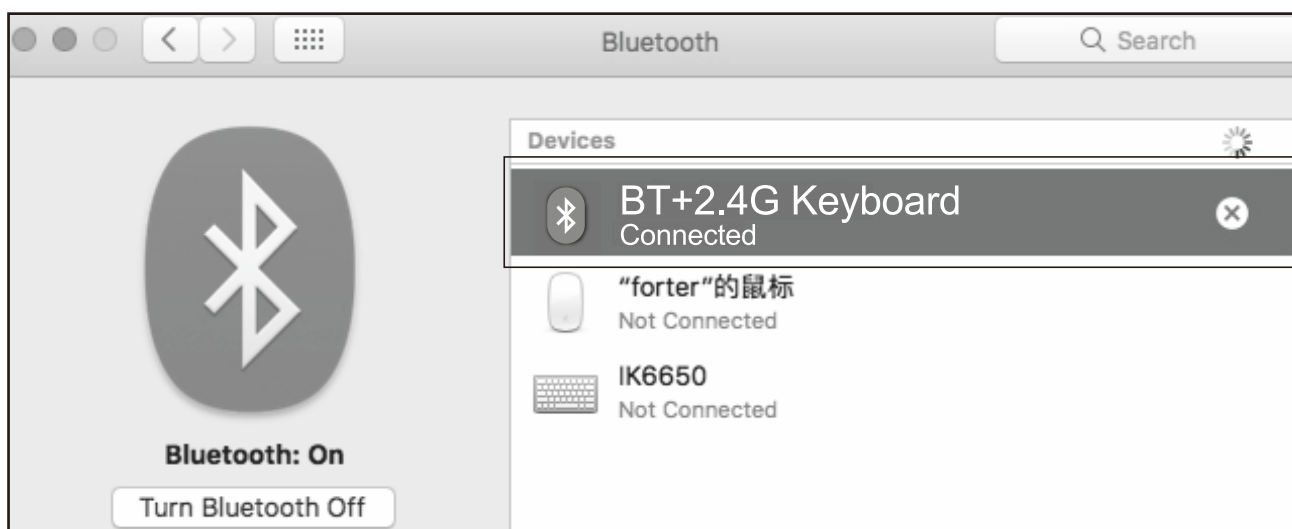 Bluetooth
Search
Devices
BT+2.4G Keyboard
Connected
“forter”的鼠标
Not Connected
IK6650
Not Connected
Bluetooth: On
Turn Bluetooth Off